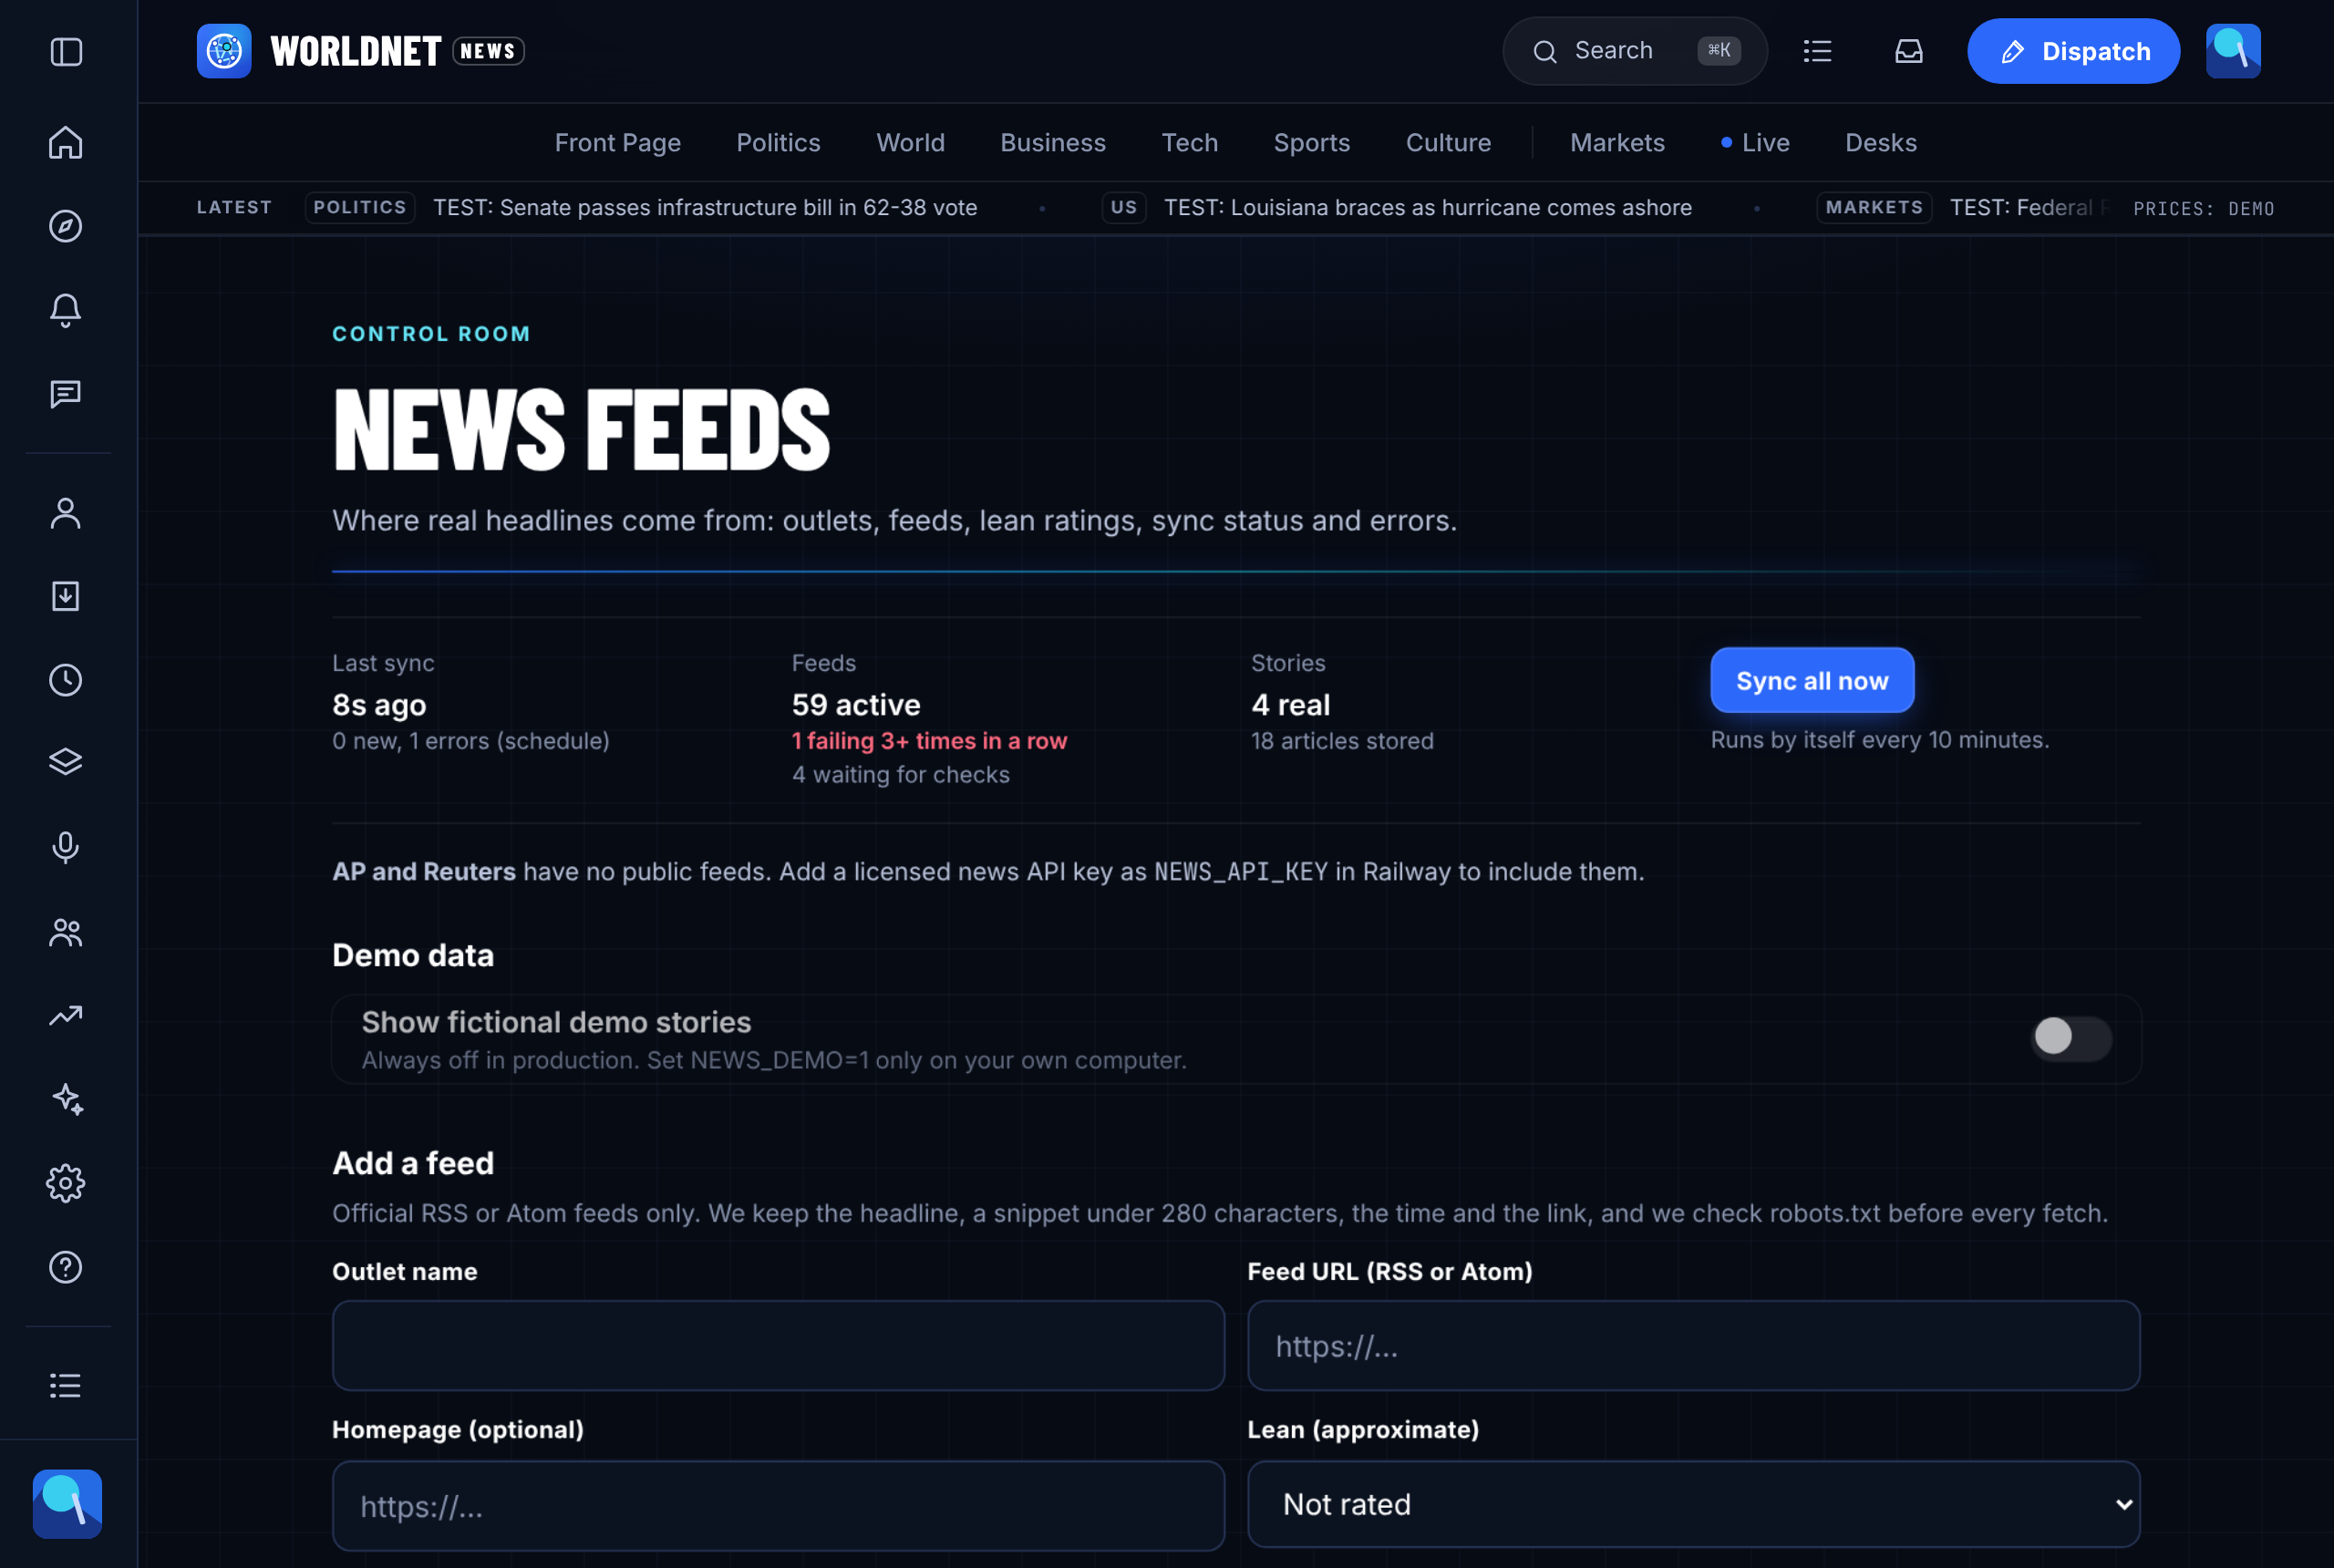 WORLDNET NEWS
Search ⌘K
Dispatch
Front Page Politics World Business Tech Sports Culture Markets Live Desks
LATEST POLITICS TEST: Senate passes infrastructure bill in 62-38 vote • US TEST: Louisiana braces as hurricane comes ashore • MARKETS TEST: Federal PRICES: DEMO
CONTROL ROOM
NEWS FEEDS
Where real headlines come from: outlets, feeds, lean ratings, sync status and errors.
Last sync
8s ago
0 new, 1 errors (schedule)
Feeds
59 active
1 failing 3+ times in a row
4 waiting for checks
Stories
4 real
18 articles stored
Sync all now
Runs by itself every 10 minutes.
AP and Reuters have no public feeds. Add a licensed news API key as NEWS_API_KEY in Railway to include them.
Demo data
Show fictional demo stories
Always off in production. Set NEWS_DEMO=1 only on your own computer.
Add a feed
Official RSS or Atom feeds only. We keep the headline, a snippet under 280 characters, the time and the link, and we check robots.txt before every fetch.
Outlet name
Feed URL (RSS or Atom)
https://...
Homepage (optional)
https://...
Lean (approximate)
Not rated